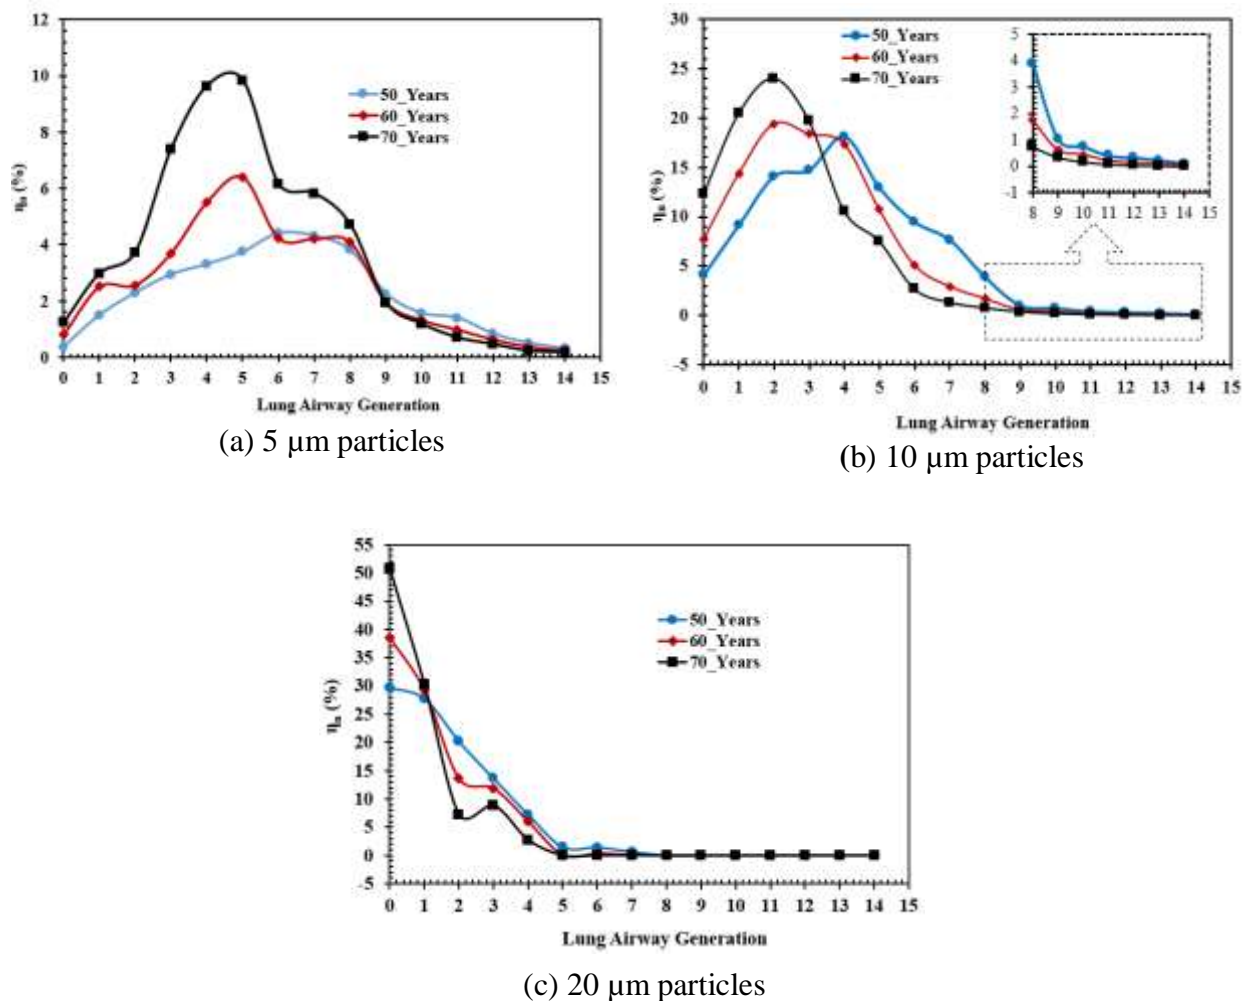 12
10
8
6
4
2
0
ηn (%)
50_Years
60_Years
70_Years
0 1 2 3 4 5 6 7 8 9 10 11 12 13 14 15
Lung Airway Generation
(a) 5 µm particles
30
25
20
15
10
5
0
-5
ηn (%)
50_Years
60_Years
70_Years
5
4
3
2
1
0
-1
8 9 10 11 12 13 14 15
0 1 2 3 4 5 6 7 8 9 10 11 12 13 14 15
Lung Airway Generation
(b) 10 µm particles
55
50
45
40
35
30
25
20
15
10
5
0
-5
ηn (%)
50_Years
60_Years
70_Years
0 1 2 3 4 5 6 7 8 9 10 11 12 13 14 15
Lung Airway Generation
(c) 20 µm particles